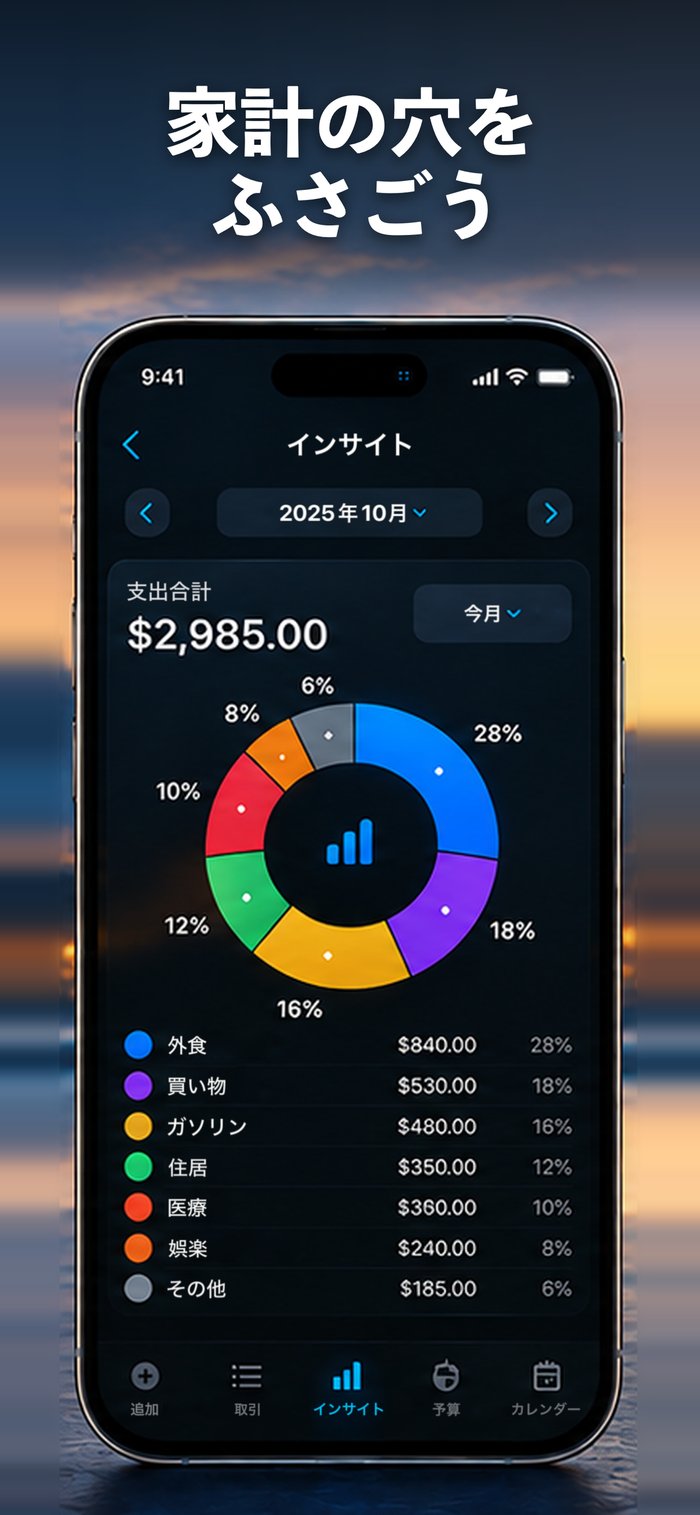 家計の穴を
ふさごう
9:41
インサイト
2025年10月
支出合計
$2,985.00
今月
6%
8%
28%
10%
12%
18%
16%
外食 $840.00 28%
買い物 $530.00 18%
ガソリン $480.00 16%
住居 $350.00 12%
医療 $360.00 10%
娯楽 $240.00 8%
その他 $185.00 6%
追加 取引 インサイト 予算 カレンダー